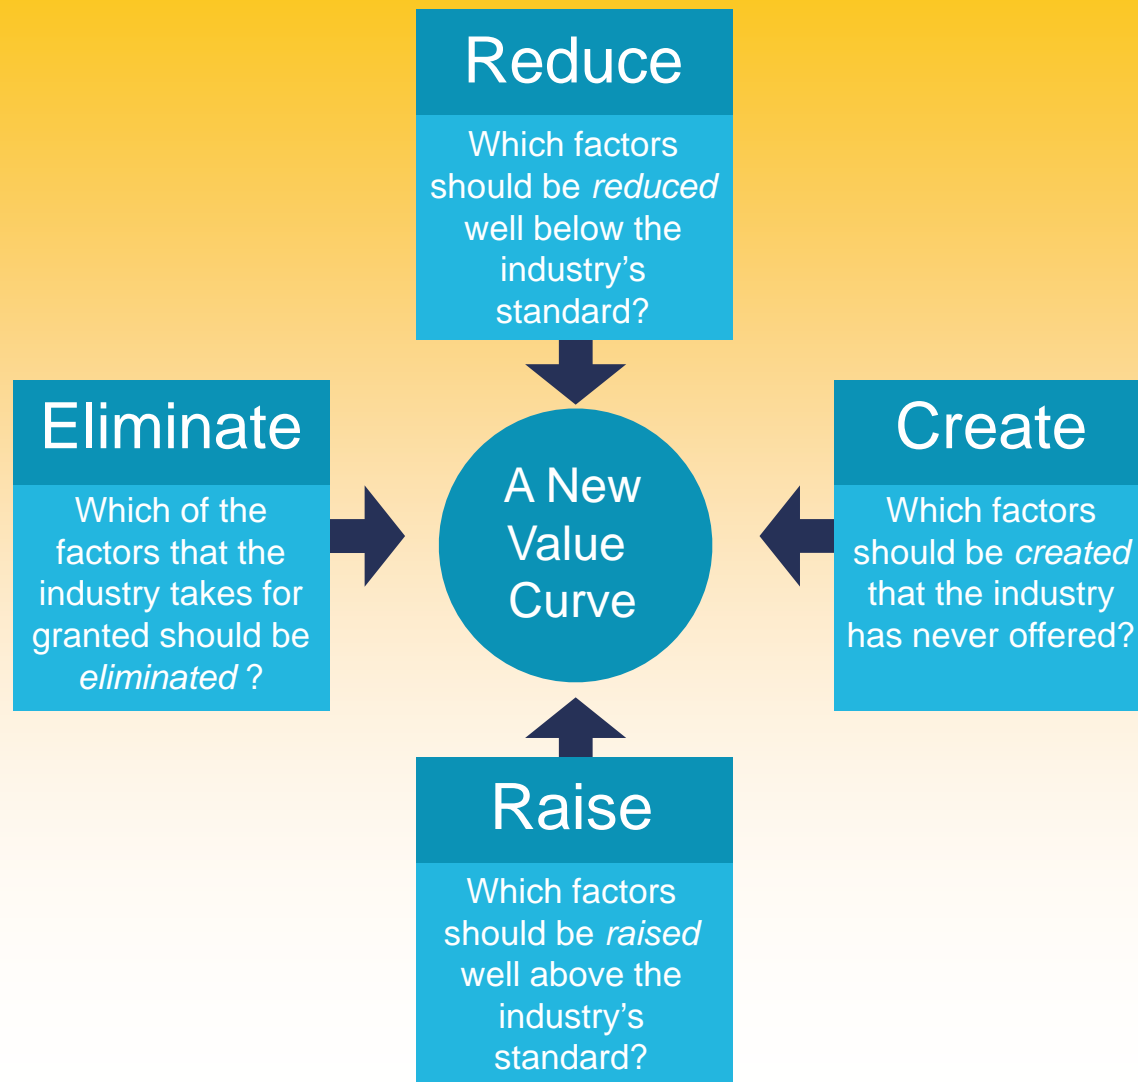 Reduce
Which factors
should be reduced
well below the
industry’s
standard?
Eliminate
Which of the
factors that the
industry takes for
granted should be
eliminated ?
A New
Value
Curve
Create
Which factors
should be created
that the industry
has never offered?
Raise
Which factors
should be raised
well above the
industry’s
standard?